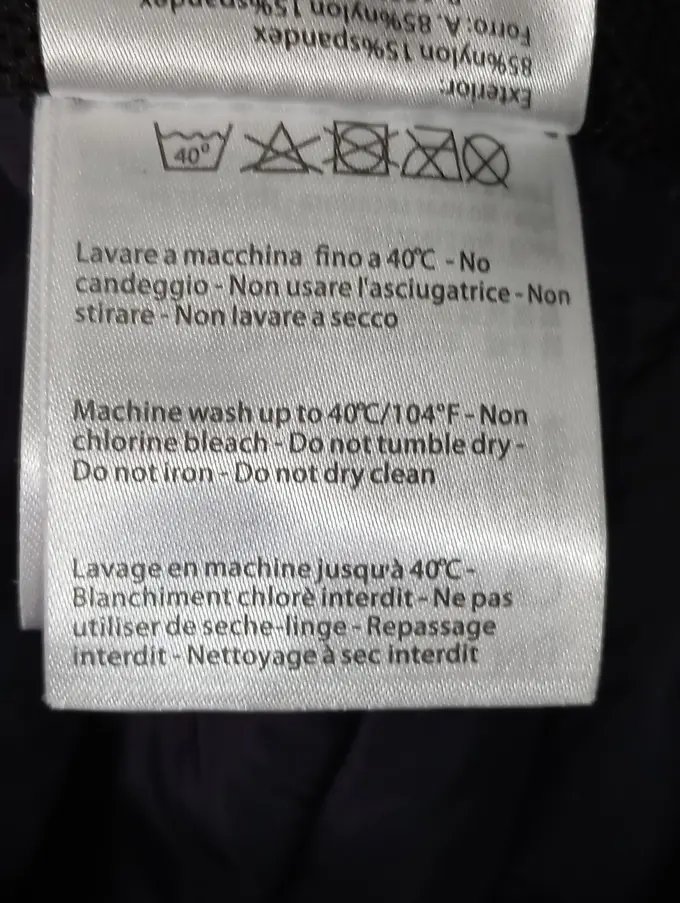 Exterior:
85%nylon 15%spandex
Forro: A. 85%nylon 15%spandex
40°
Lavare a macchina fino a 40°C - No
candeggio - Non usare l'asciugatrice - Non
stirare - Non lavare a secco
Machine wash up to 40°C/104°F - Non
chlorine bleach - Do not tumble dry -
Do not iron - Do not dry clean
Lavage en machine jusqu'à 40°C -
Blanchiment chlorè interdit - Ne pas
utiliser de seche-linge - Repassage
interdit - Nettoyage à sec interdit